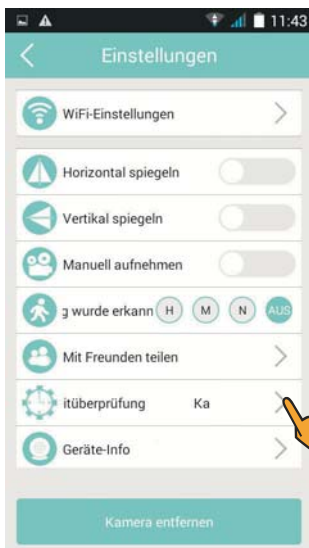 11:43
Einstellungen
WiFi-Einstellungen
Horizontal spiegeln
Vertikal spiegeln
Manuell aufnehmen
g wurde erkann H M N AUS
Mit Freunden teilen
itüberprüfung Ka
Geräte-Info
Kamera entfernen